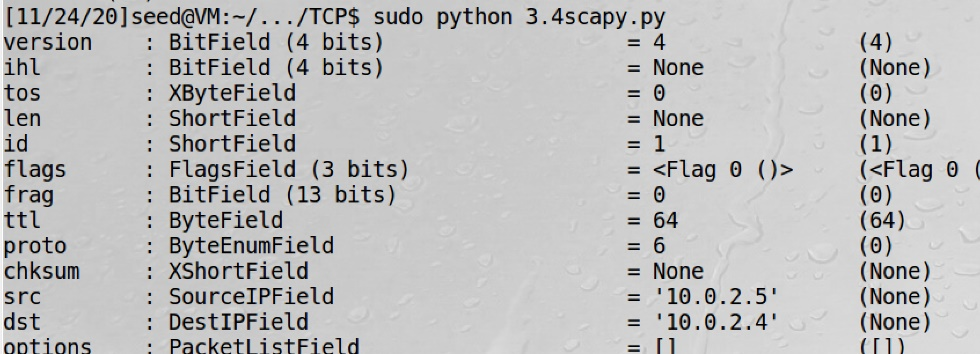 [11/24/20]seed@VM:~/.../TCP$ sudo python 3.4scapy.py
version : BitField (4 bits) = 4 (4)
ihl : BitField (4 bits) = None (None)
tos : XByteField = 0 (0)
len : ShortField = None (None)
id : ShortField = 1 (1)
flags : FlagsField (3 bits) = <Flag 0 ()> (<Flag 0 (
frag : BitField (13 bits) = 0 (0)
ttl : ByteField = 64 (64)
proto : ByteEnumField = 6 (0)
chksum : XShortField = None (None)
src : SourceIPField = '10.0.2.5' (None)
dst : DestIPField = '10.0.2.4' (None)
options : PacketListField = [] ([])